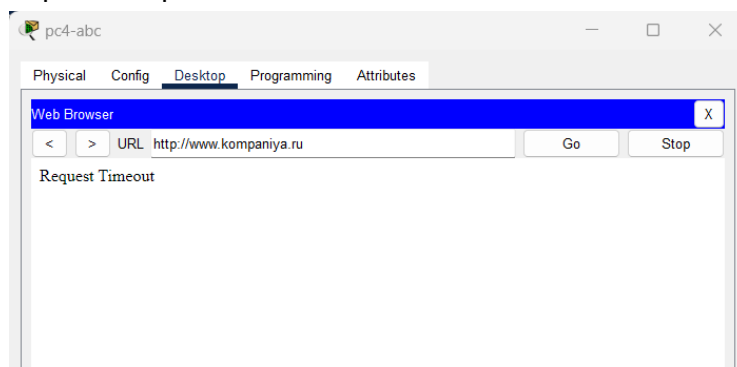 pc4-abc
Physical Config Desktop Programming Attributes
Web Browser X
< > URL http://www.kompaniya.ru Go Stop
Request Timeout